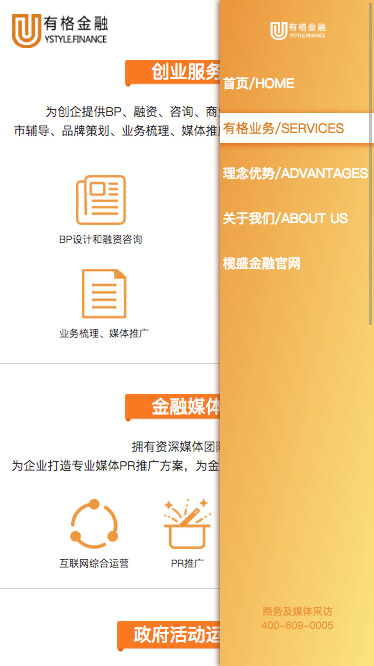 有格金融
YSTYLE.FINANCE
创业服务
为创企提供BP、融资、咨询、商
市辅导、品牌策划、业务梳理、媒体推
BP设计和融资咨询
业务梳理、媒体推广
金融媒体
拥有资深媒体团
为企业打造专业媒体PR推广方案，为金
互联网综合运营
PR推广
政府活动运
有格金融
YSTYLE.FINANCE
首页/HOME
有格业务/SERVICES
理念优势/ADVANTAGES
关于我们/ABOUT US
榄盛金融官网
商务及媒体采访
400-609-0005